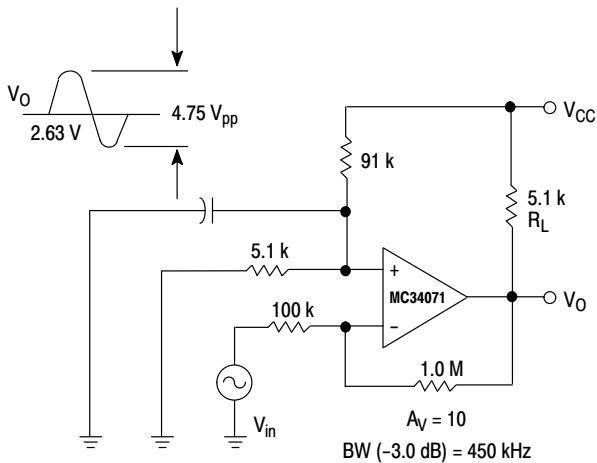 V_O
2.63 V
4.75 V_pp
V_CC
91 k
5.1 k
R_L
5.1 k
+
MC34071
V_O
100 k
−
1.0 M
V_in
A_V = 10
BW (−3.0 dB) = 450 kHz